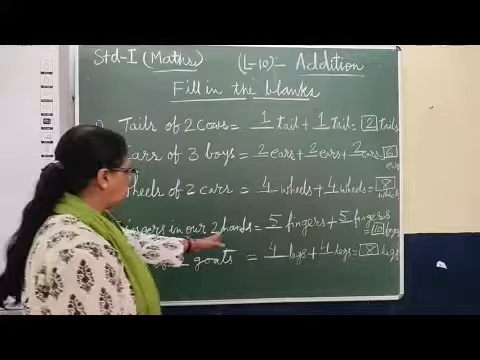 Std-I (Maths) (L-10):- Addition
Fill in the blanks
Tails of 2 cows = 1 tail + 1 tail = 2 tails
ears of 3 boys = 2 ears + 2 ears + 2 ears = 6 ears
wheels of 2 cars = 4 wheels + 4 wheels = 8 wheels
in our 2 hands = 5 fingers + 5 fingers = 10
goats = 4 legs + 4 legs = 8 legs